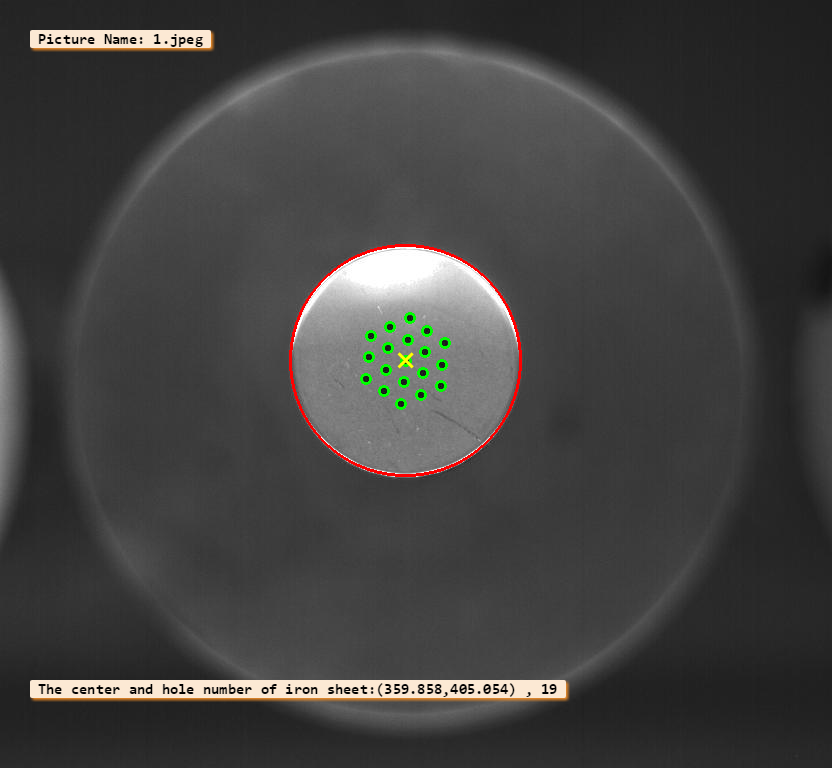 Picture Name: 1.jpeg
The center and hole number of iron sheet:(359.858,405.054) , 19